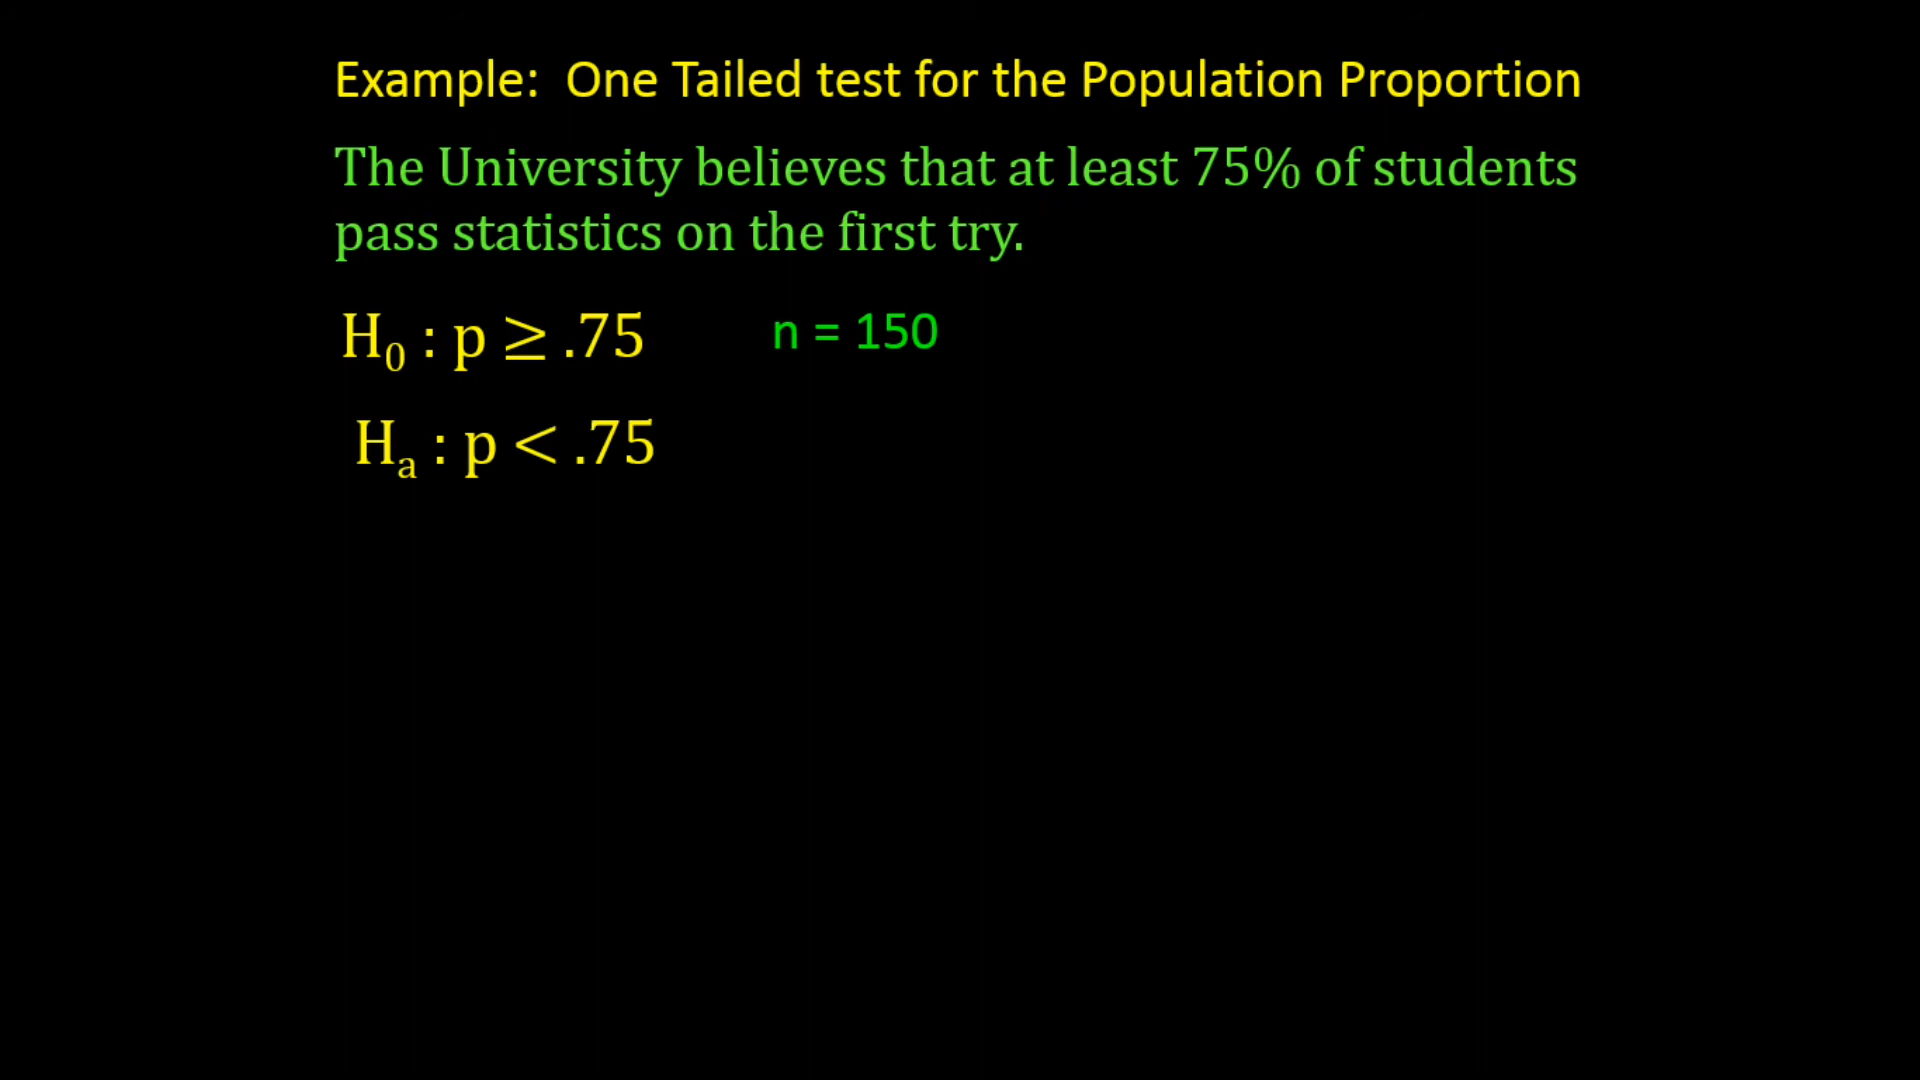 Example: One Tailed test for the Population Proportion
The University believes that at least 75% of students
pass statistics on the first try.
H₀ : p ≥ .75 n = 150
Hₐ : p < .75